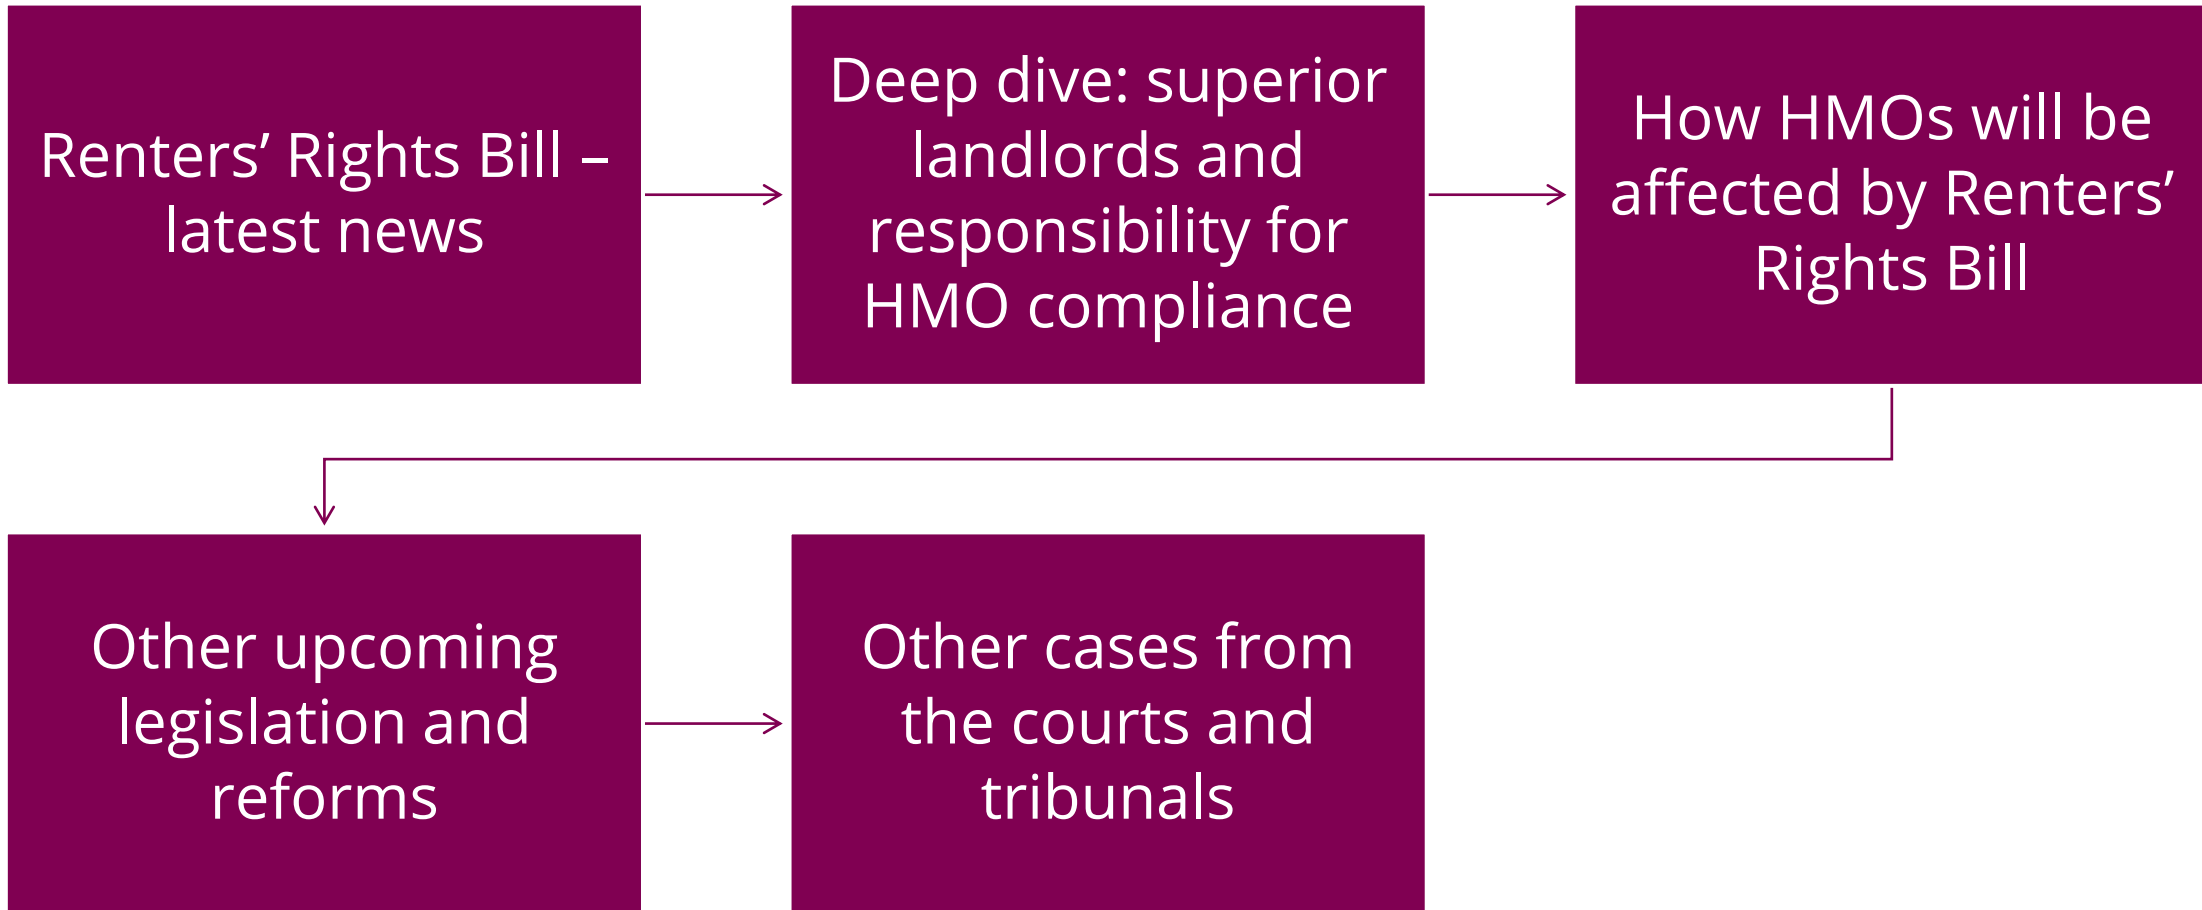 Renters’ Rights Bill –
latest news
Deep dive: superior
landlords and
responsibility for
HMO compliance
How HMOs will be
affected by Renters’
Rights Bill
Other upcoming
legislation and
reforms
Other cases from
the courts and
tribunals